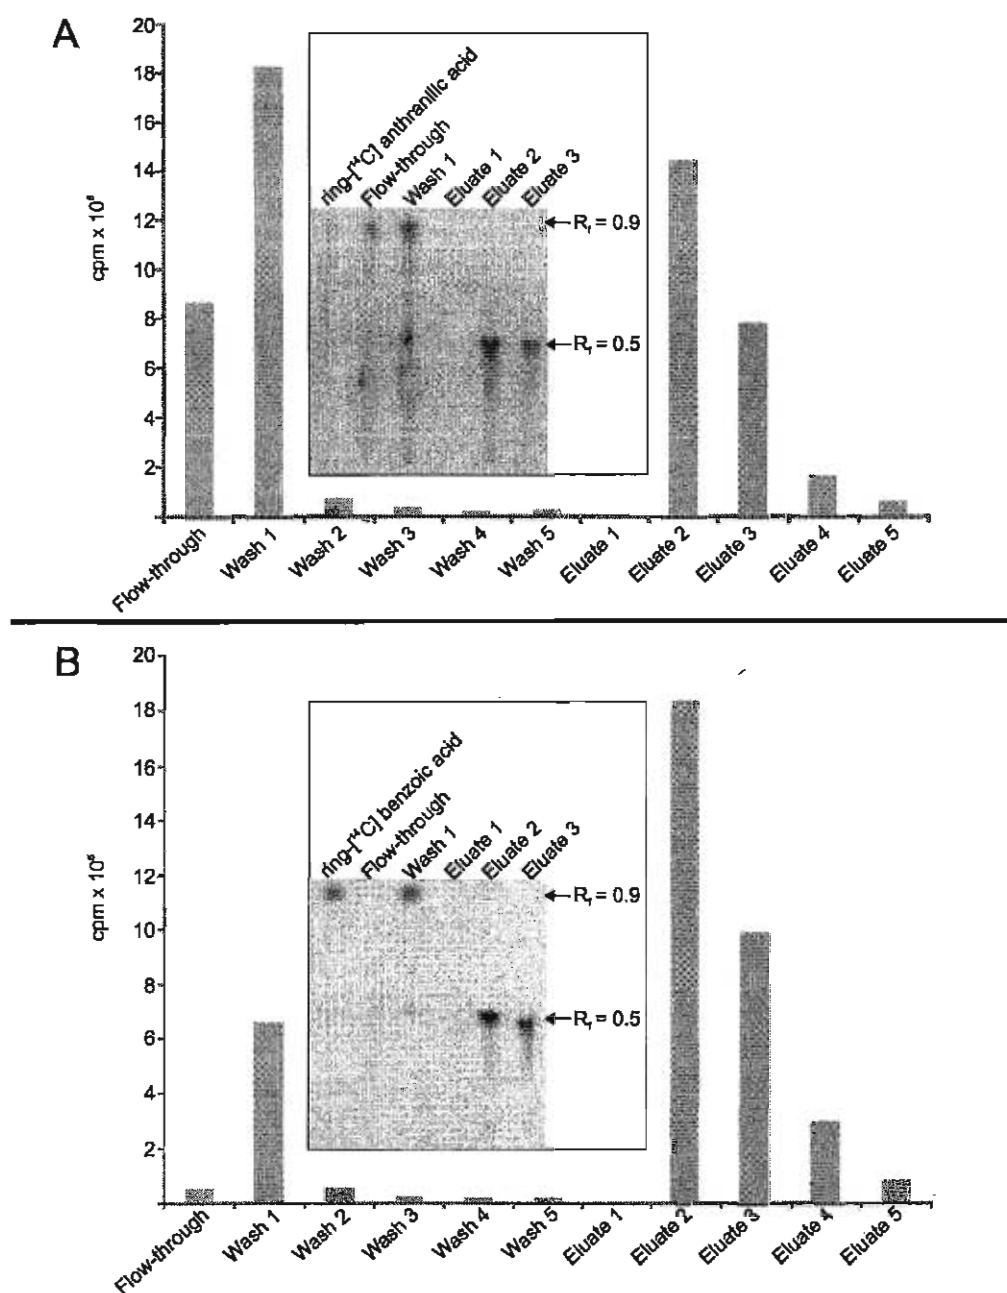 A
20
18
16
14
12
10
8
6
4
2
cpm x 10⁶
ring-[¹⁴C] anthranilic acid
Flow-through
Wash 1
Eluate 1
Eluate 2
Eluate 3
Rf = 0.9
Rf = 0.5
Flow-through
Wash 1
Wash 2
Wash 3
Wash 4
Wash 5
Eluate 1
Eluate 2
Eluate 3
Eluate 4
Eluate 5
B
20
18
16
14
12
10
8
6
4
2
cpm x 10⁶
ring-[¹⁴C] benzoic acid
Flow-through
Wash 1
Eluate 1
Eluate 2
Eluate 3
Rf = 0.9
Rf = 0.5
Flow-through
Wash 1
Wash 2
Wash 3
Wash 4
Wash 5
Eluate 1
Eluate 2
Eluate 3
Eluate 4
Eluate 5